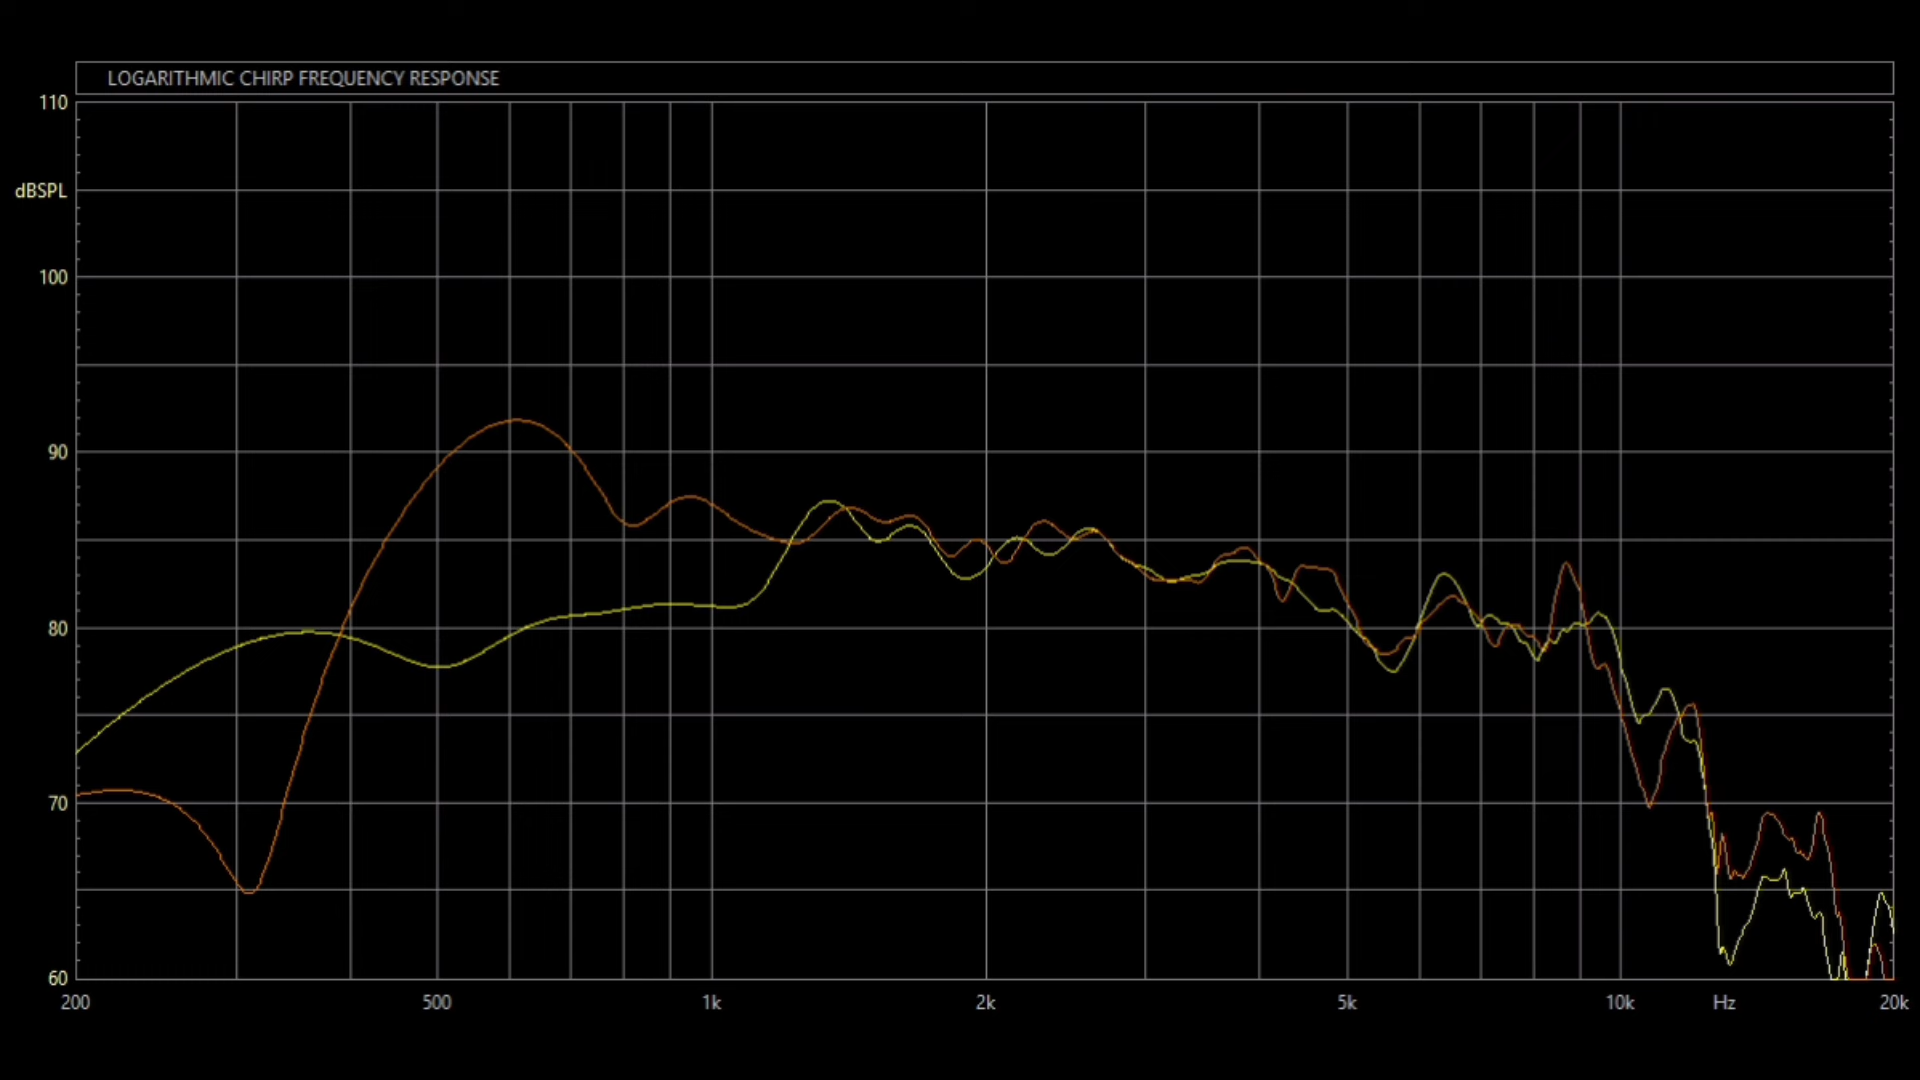 LOGARITHMIC CHIRP FREQUENCY RESPONSE
110
dBSPL
100
90
80
70
60
200 500 1k 2k 5k 10k Hz 20k